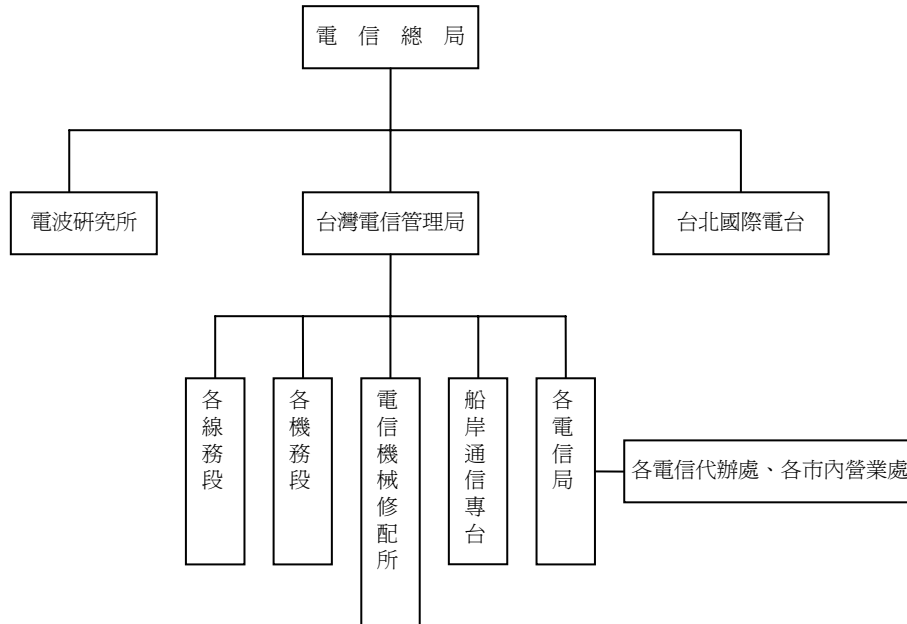 電信總局
電波研究所
台灣電信管理局
台北國際電台
各線務段
各機務段
電信機械修配所
船岸通信專台
各電信局
各電信代辦處、各市內營業處